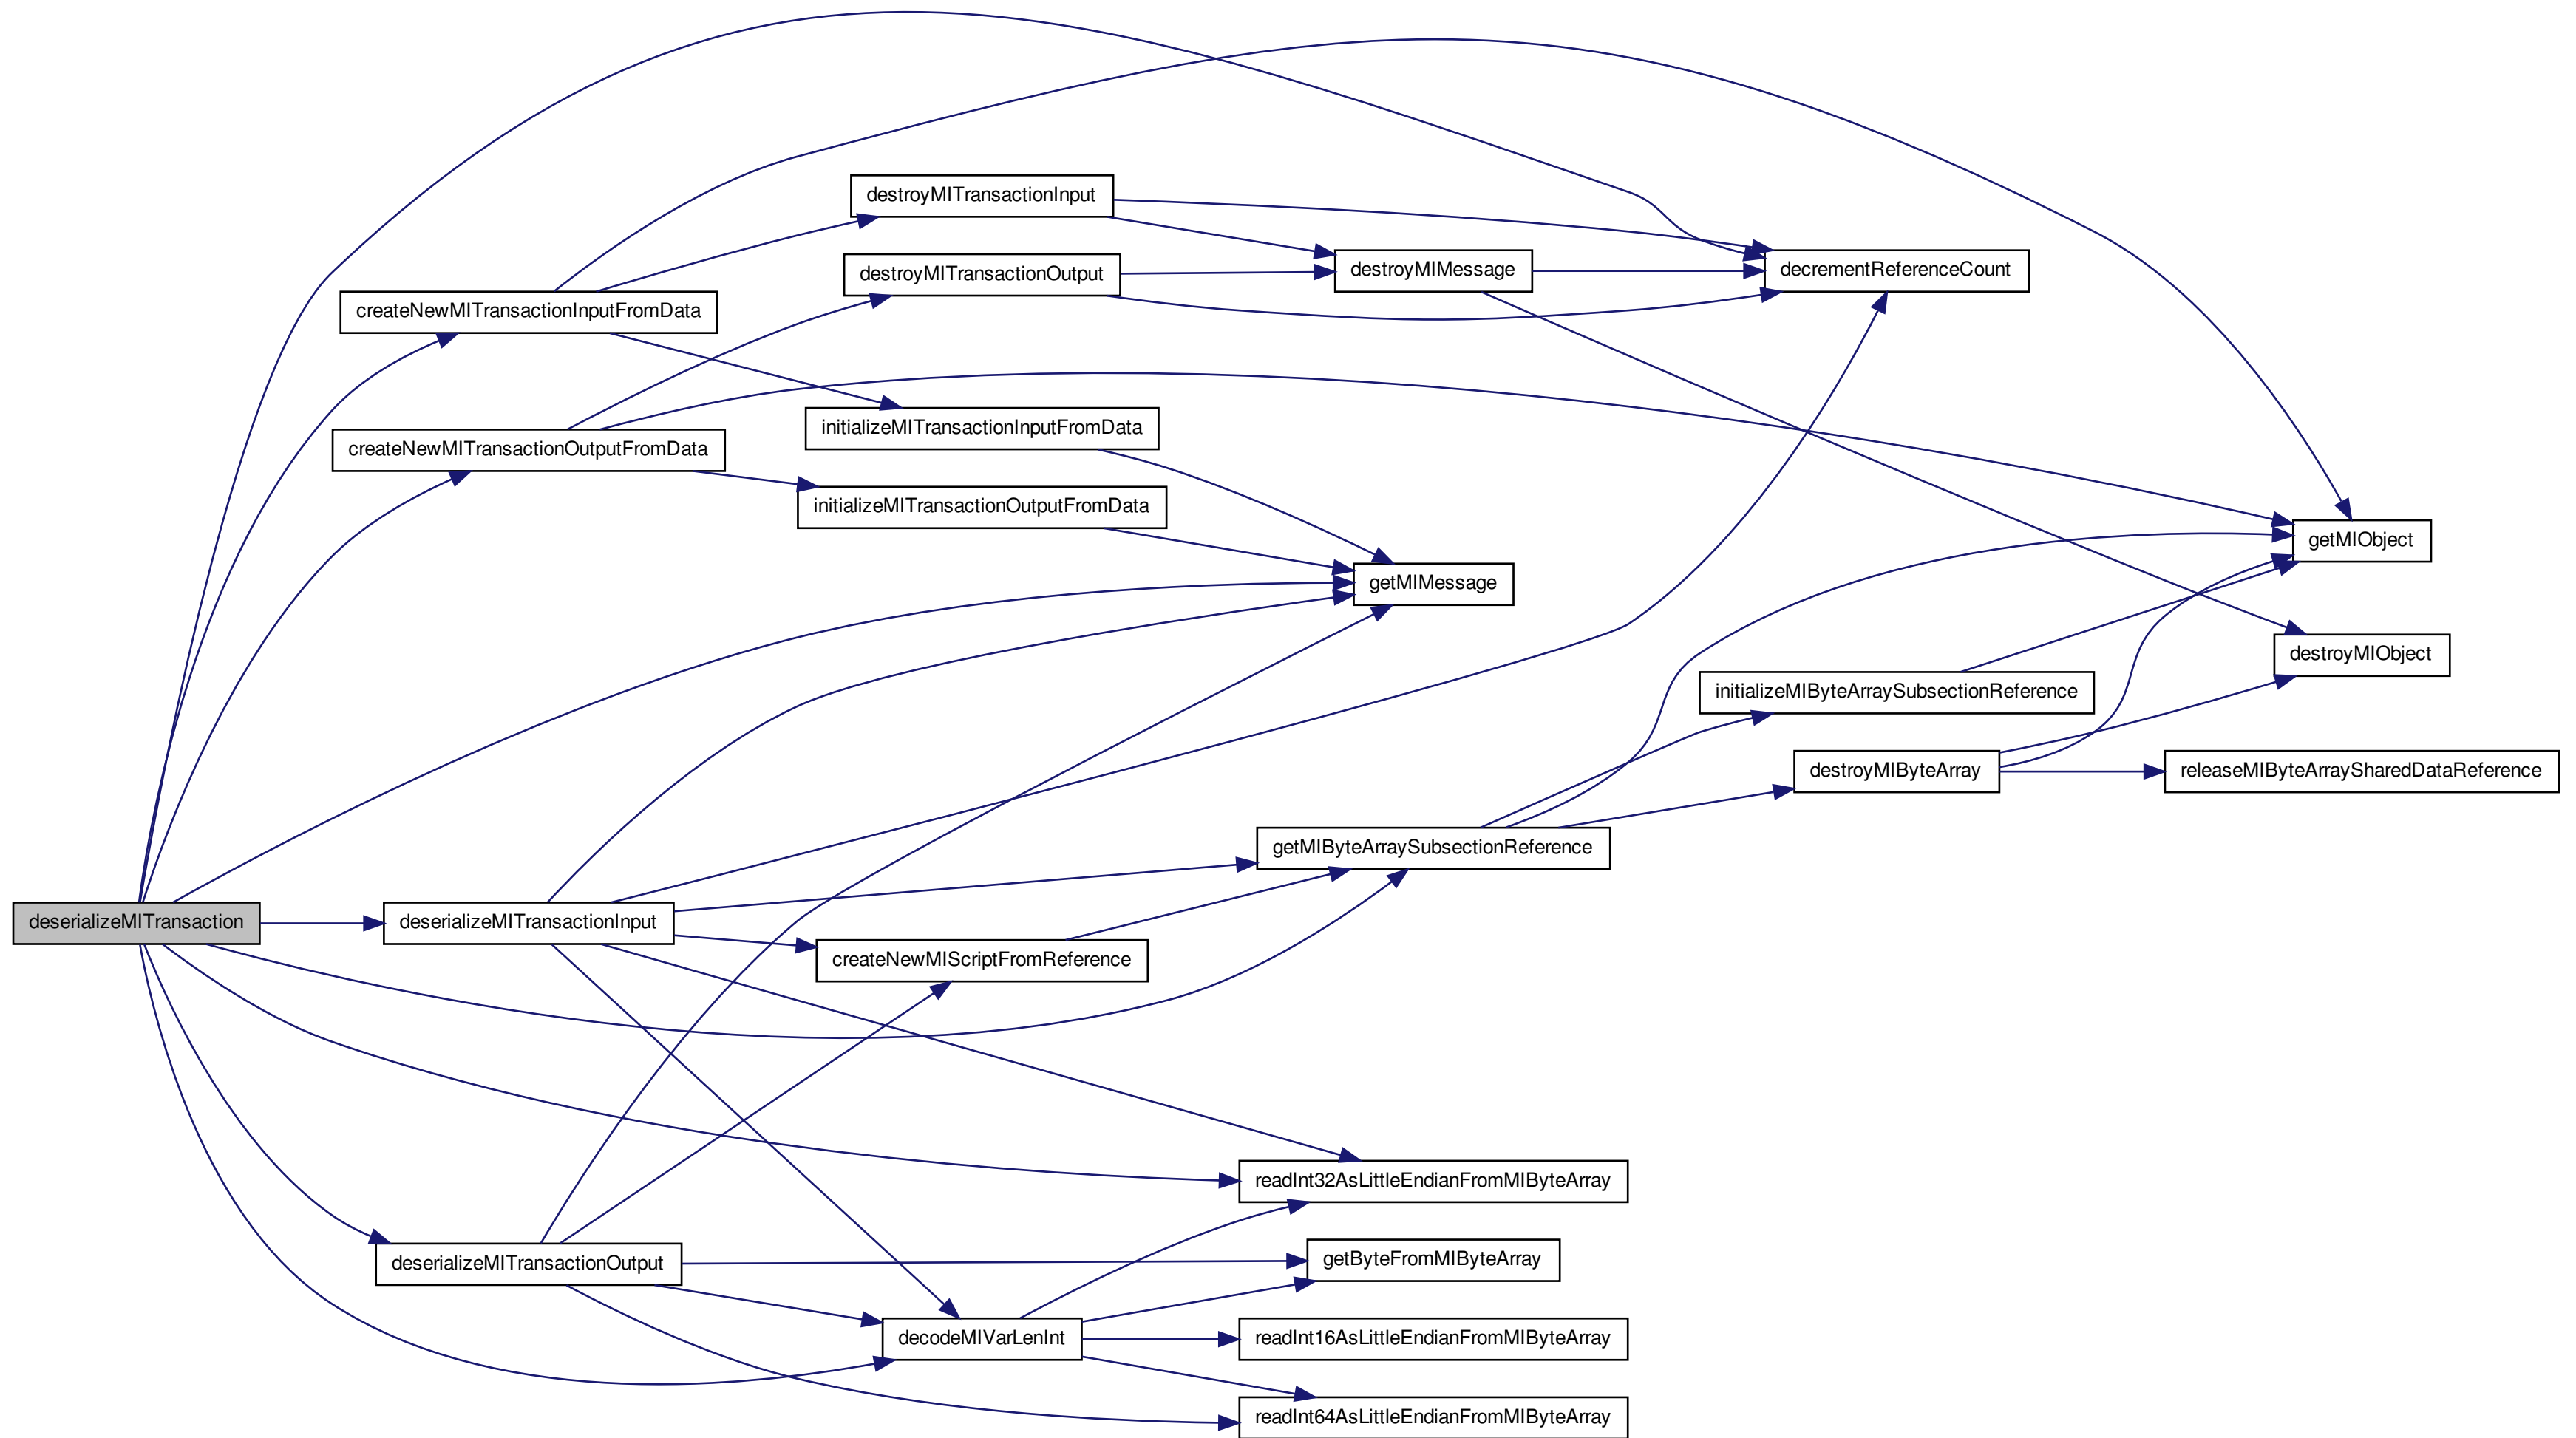 destroyMITransactionInput
destroyMITransactionOutput
destroyMIMessage
decrementReferenceCount
createNewMITransactionInputFromData
initializeMITransactionInputFromData
createNewMITransactionOutputFromData
initializeMITransactionOutputFromData
getMIObject
getMIMessage
destroyMIObject
initializeMIByteArraySubsectionReference
destroyMIByteArray
releaseMIByteArraySharedDataReference
getMIByteArraySubsectionReference
deserializeMITransaction
deserializeMITransactionInput
createNewMIScriptFromReference
readInt32AsLittleEndianFromMIByteArray
deserializeMITransactionOutput
getByteFromMIByteArray
decodeMIVarLenInt
readInt16AsLittleEndianFromMIByteArray
readInt64AsLittleEndianFromMIByteArray